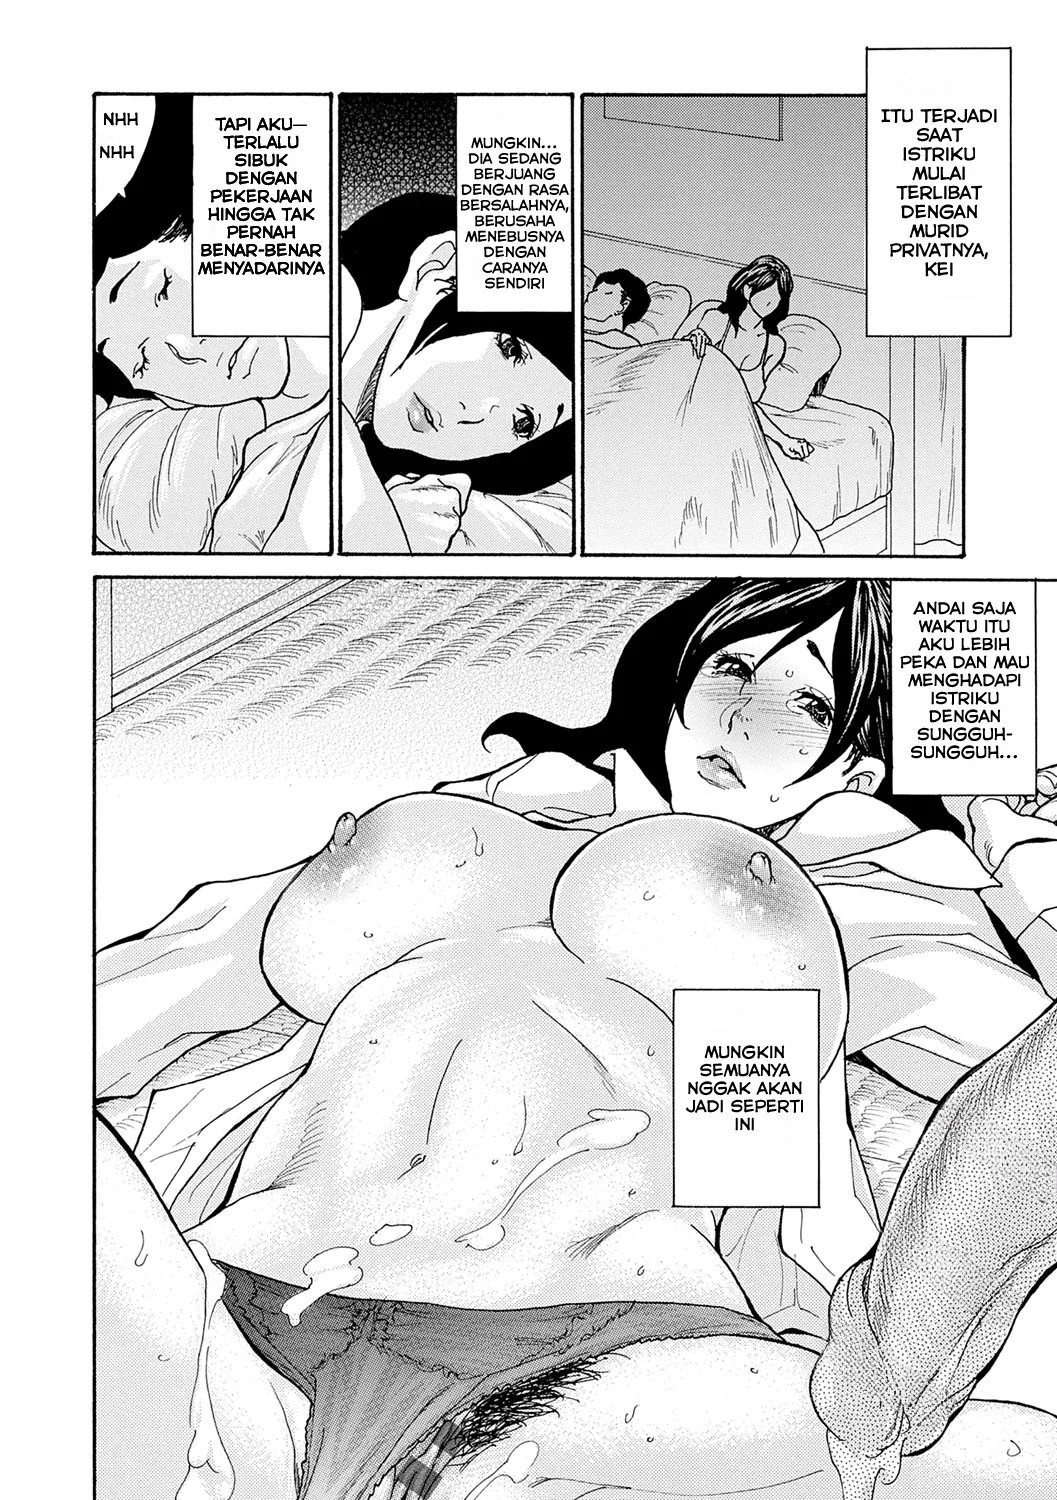 ITU TERJADI
SAAT
ISTRIKU
MULAI
TERLIBAT
DENGAN
MURID
PRIVATNYA,
KEI
MUNGKIN...
DIA SEDANG
BERJUANG
DENGAN RASA
BERSALAHNYA,
BERUSAHA
MENEBUSNYA
DENGAN
CARANYA
SENDIRI
TAPI AKU—
TERLALU
SIBUK
DENGAN
PEKERJAAN
HINGGA TAK
PERNAH
BENAR-BENAR
MENYADARINYA
NHH
NHH
ANDAI SAJA
WAKTU ITU
AKU LEBIH
PEKA DAN MAU
MENGHADAPI
ISTRIKU
DENGAN
SUNGGUH-
SUNGGUH...
MUNGKIN
SEMUANYA
NGGAK AKAN
JADI SEPERTI
INI